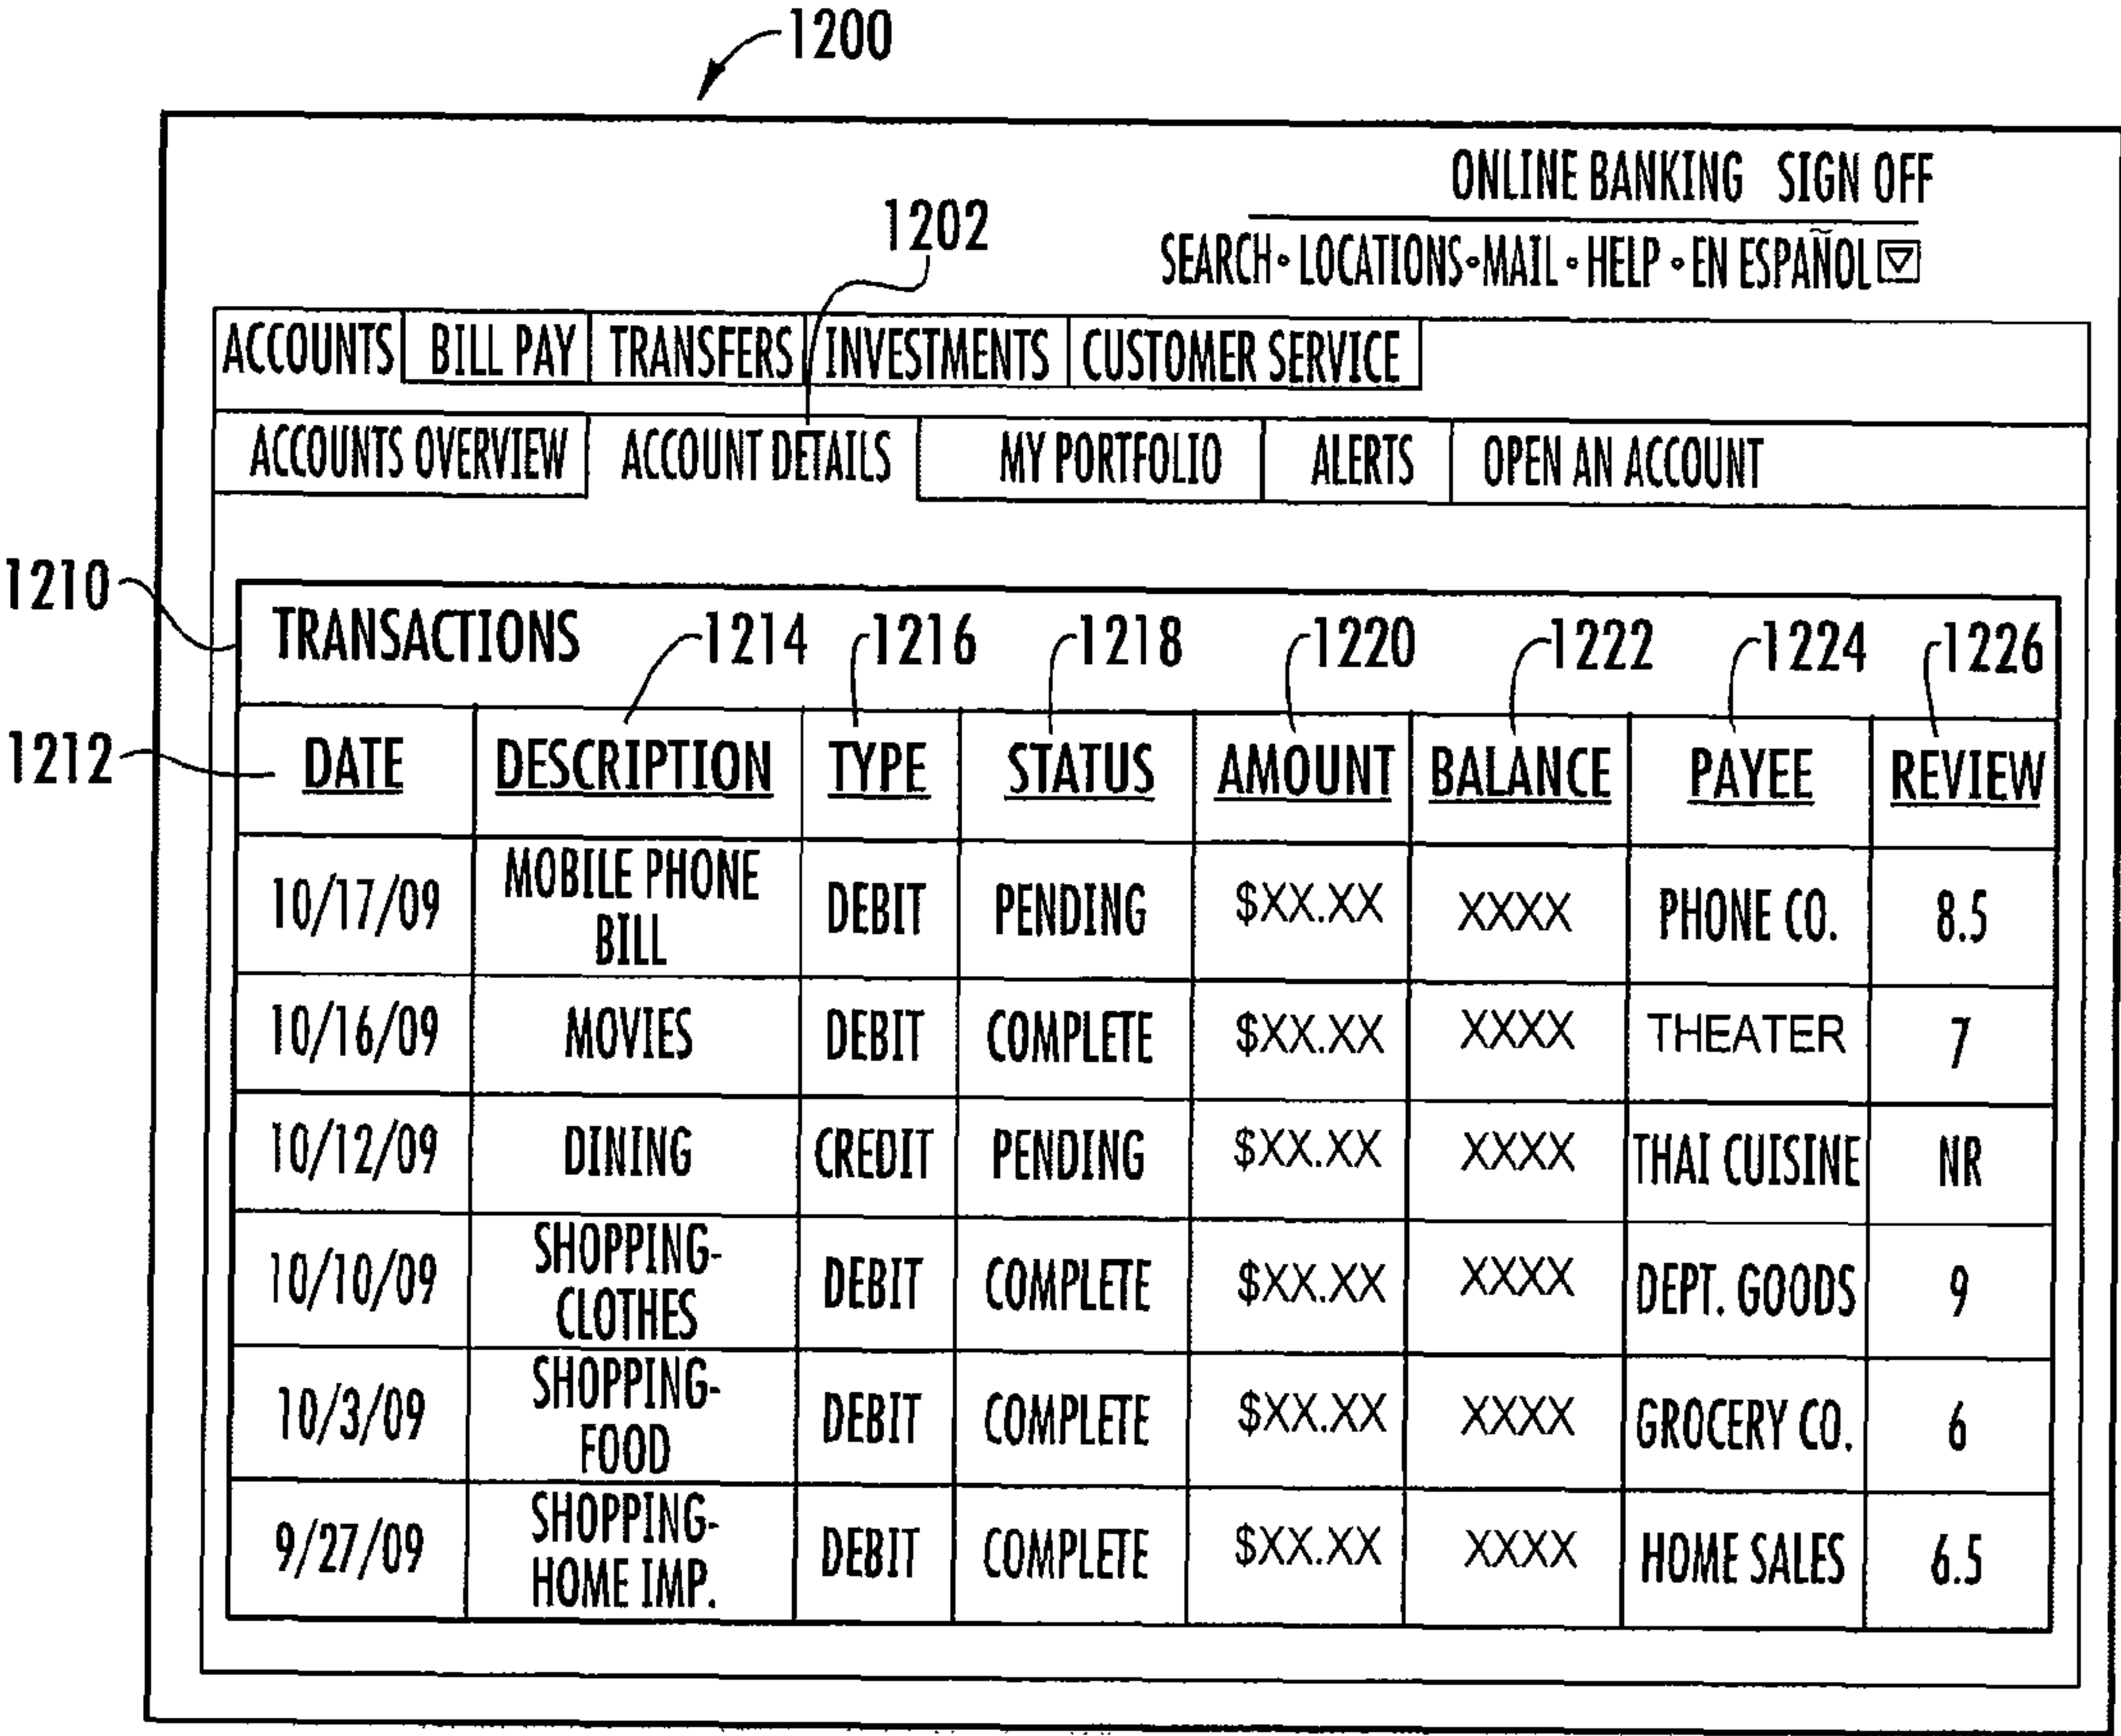 1200
ONLINE BANKING SIGN OFF
1202
SEARCH • LOCATIONS • MAIL • HELP • EN ESPAÑOL
ACCOUNTS BILL PAY TRANSFERS INVESTMENTS CUSTOMER SERVICE
ACCOUNTS OVERVIEW ACCOUNT DETAILS MY PORTFOLIO ALERTS OPEN AN ACCOUNT
1210
TRANSACTIONS 1214 1216 1218 1220 1222 1224 1226
1212 DATE DESCRIPTION TYPE STATUS AMOUNT BALANCE PAYEE REVIEW
10/17/09 MOBILE PHONE BILL DEBIT PENDING $XX.XX XXXX PHONE CO. 8.5
10/16/09 MOVIES DEBIT COMPLETE $XX.XX XXXX THEATER 7
10/12/09 DINING CREDIT PENDING $XX.XX XXXX THAI CUISINE NR
10/10/09 SHOPPING-CLOTHES DEBIT COMPLETE $XX.XX XXXX DEPT. GOODS 9
10/3/09 SHOPPING-FOOD DEBIT COMPLETE $XX.XX XXXX GROCERY CO. 6
9/27/09 SHOPPING-HOME IMP. DEBIT COMPLETE $XX.XX XXXX HOME SALES 6.5